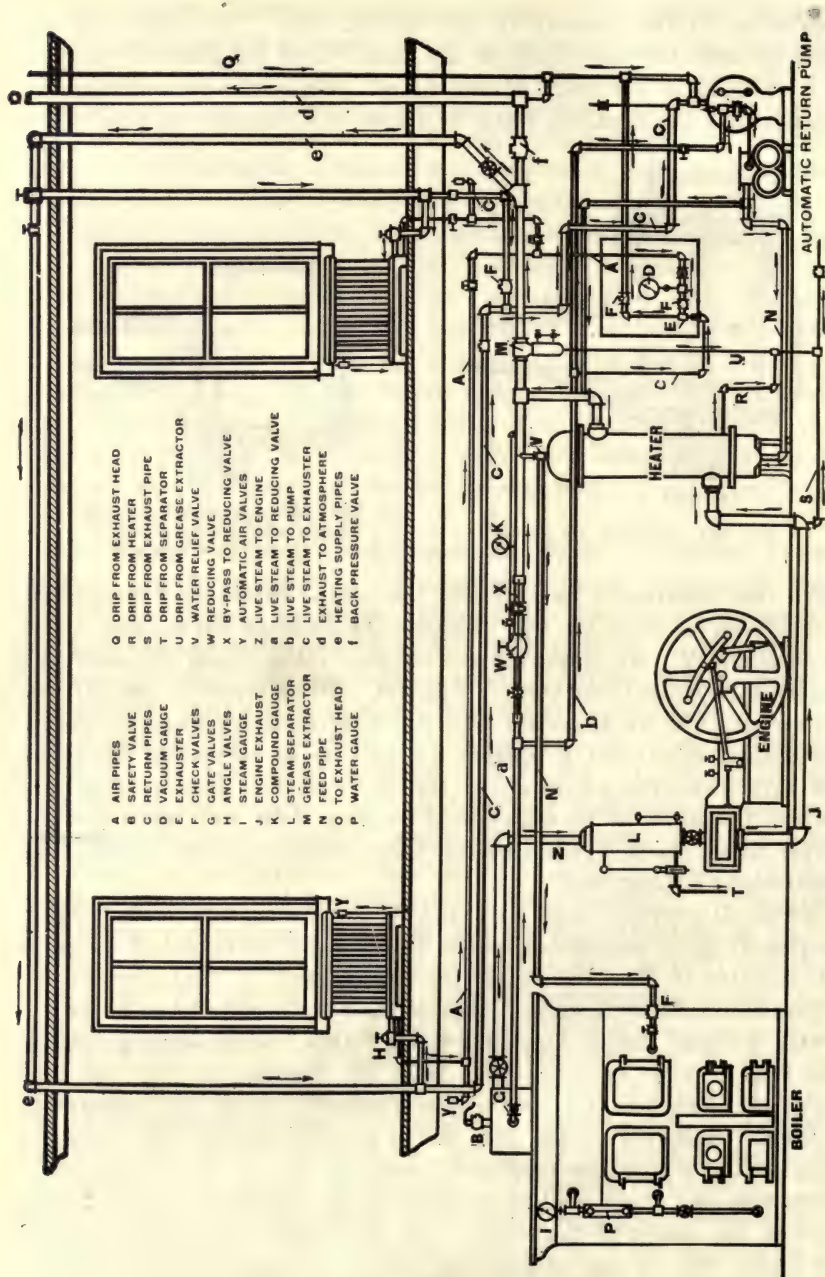 A AIR PIPES
B SAFETY VALVE
C RETURN PIPES
D VACUUM GAUGE
E EXHAUSTER
F CHECK VALVES
G GATE VALVES
H ANGLE VALVES
I STEAM GAUGE
J ENGINE EXHAUST
K COMPOUND GAUGE
L STEAM SEPARATOR
M GREASE EXTRACTOR
N FEED PIPE
O TO EXHAUST HEAD
P WATER GAUGE
Q DRIP FROM EXHAUST HEAD
R DRIP FROM HEATER
S DRIP FROM EXHAUST PIPE
T DRIP FROM SEPARATOR
U DRIP FROM GREASE EXTRACTOR
V WATER RELIEF VALVE
W REDUCING VALVE
X BY-PASS TO REDUCING VALVE
Y AUTOMATIC AIR VALVES
Z LIVE STEAM TO ENGINE
a LIVE STEAM TO REDUCING VALVE
b LIVE STEAM TO PUMP
c LIVE STEAM TO EXHAUSTER
d EXHAUST TO ATMOSPHERE
e HEATING SUPPLY PIPES
f BACK PRESSURE VALVE
O
Q
d
e
e
Y
H
Y
B
G
A
A
A
C
C
C
C
C
F
f
M
K
X
W
a
V
b
N
N
N
Z
L
T
J
F
F
F
D
E
c
U
R
S
I
P
HEATER
ENGINE
BOILER
AUTOMATIC RETURN PUMP